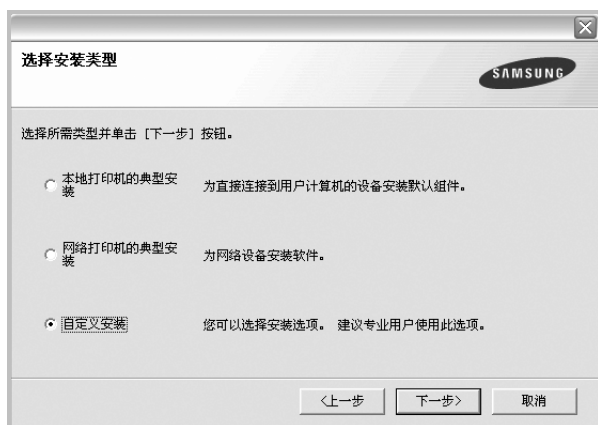 选择安装类型
SAMSUNG
选择所需类型并单击 [下一步] 按钮。
本地打印机的典型安
装
为直接连接到用户计算机的设备安装默认组件。
网络打印机的典型安
装
为网络设备安装软件。
自定义安装
您可以选择安装选项。 建议专业用户使用此选项。
<上一步
下一步>
取消